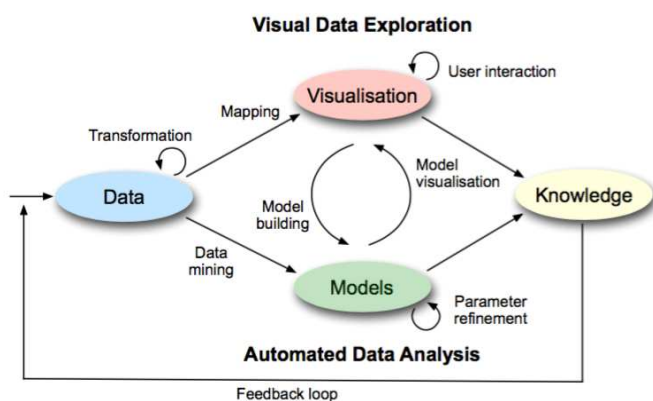 Visual Data Exploration
User interaction
Visualisation
Mapping
Transformation
Model
visualisation
Data
Knowledge
Model
building
Data
mining
Models
Parameter
refinement
Automated Data Analysis
Feedback loop